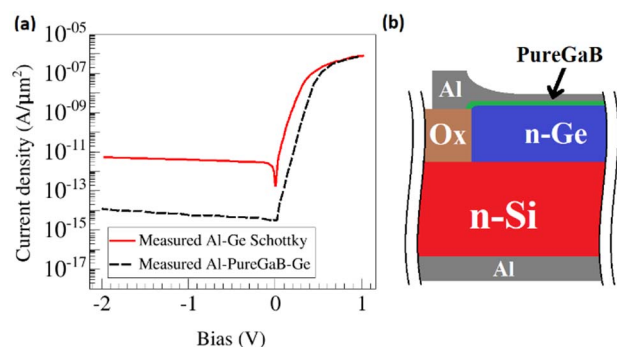 (a)
10-05
10-07
10-09
10-11
10-13
10-15
10-17
Current density (A/μm²)
Measured Al-Ge Schottky
Measured Al-PureGaB-Ge
-2 -1 0 1
Bias (V)
(b)
PureGaB
Al
Ox
n-Ge
n-Si
Al